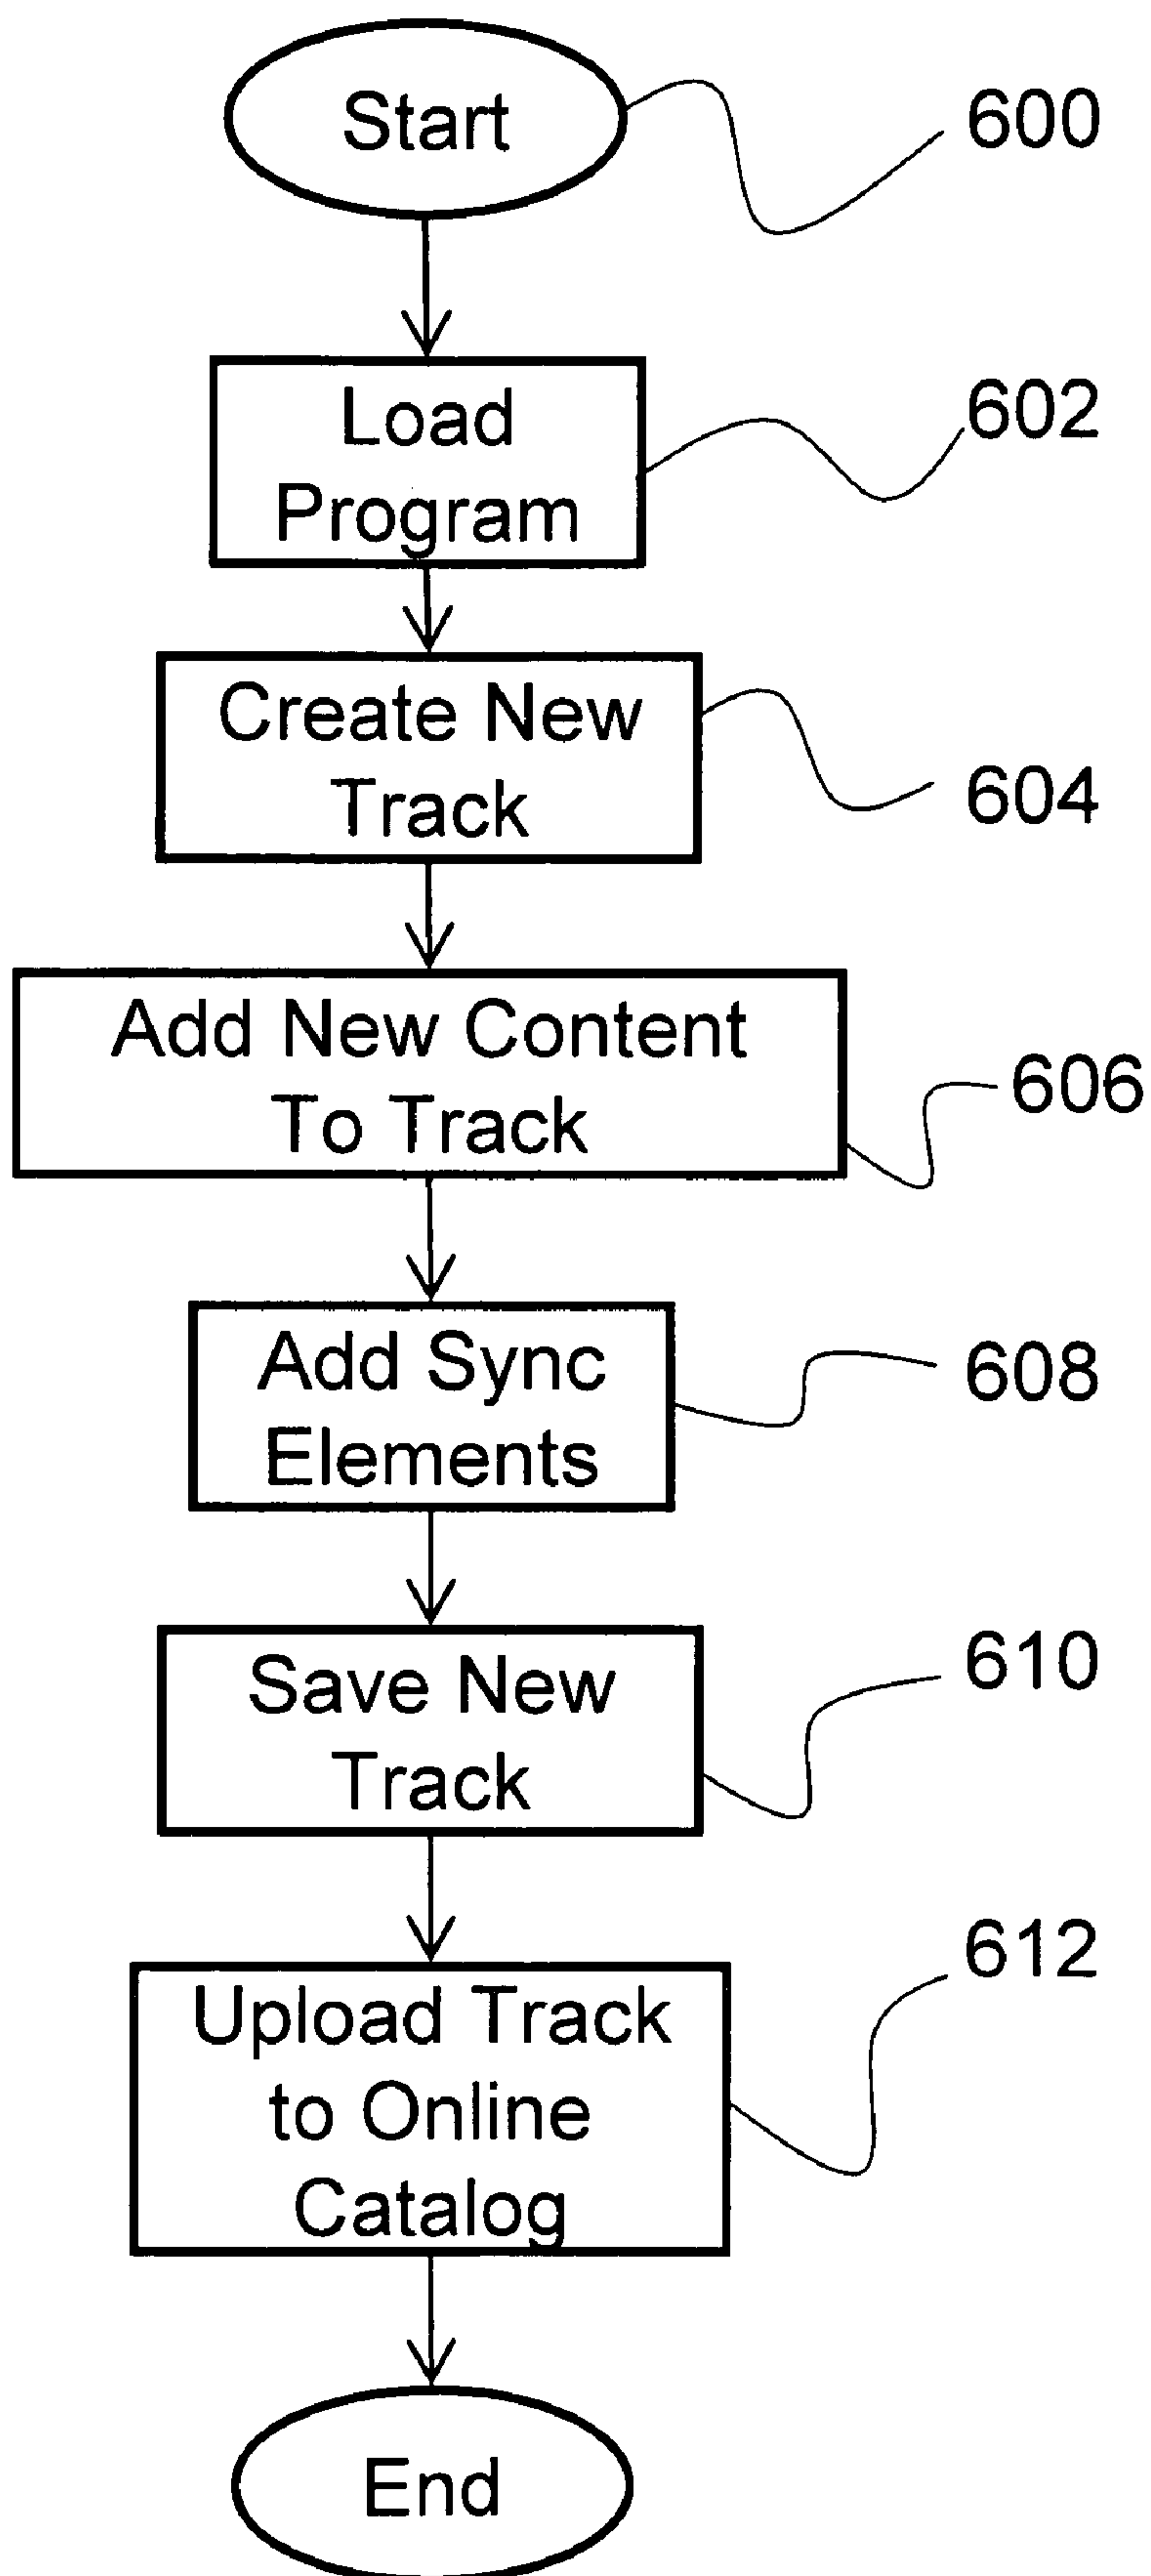 Start
600
Load
Program
602
Create New
Track
604
Add New Content
To Track
606
Add Sync
Elements
608
Save New
Track
610
Upload Track
to Online
Catalog
612
End